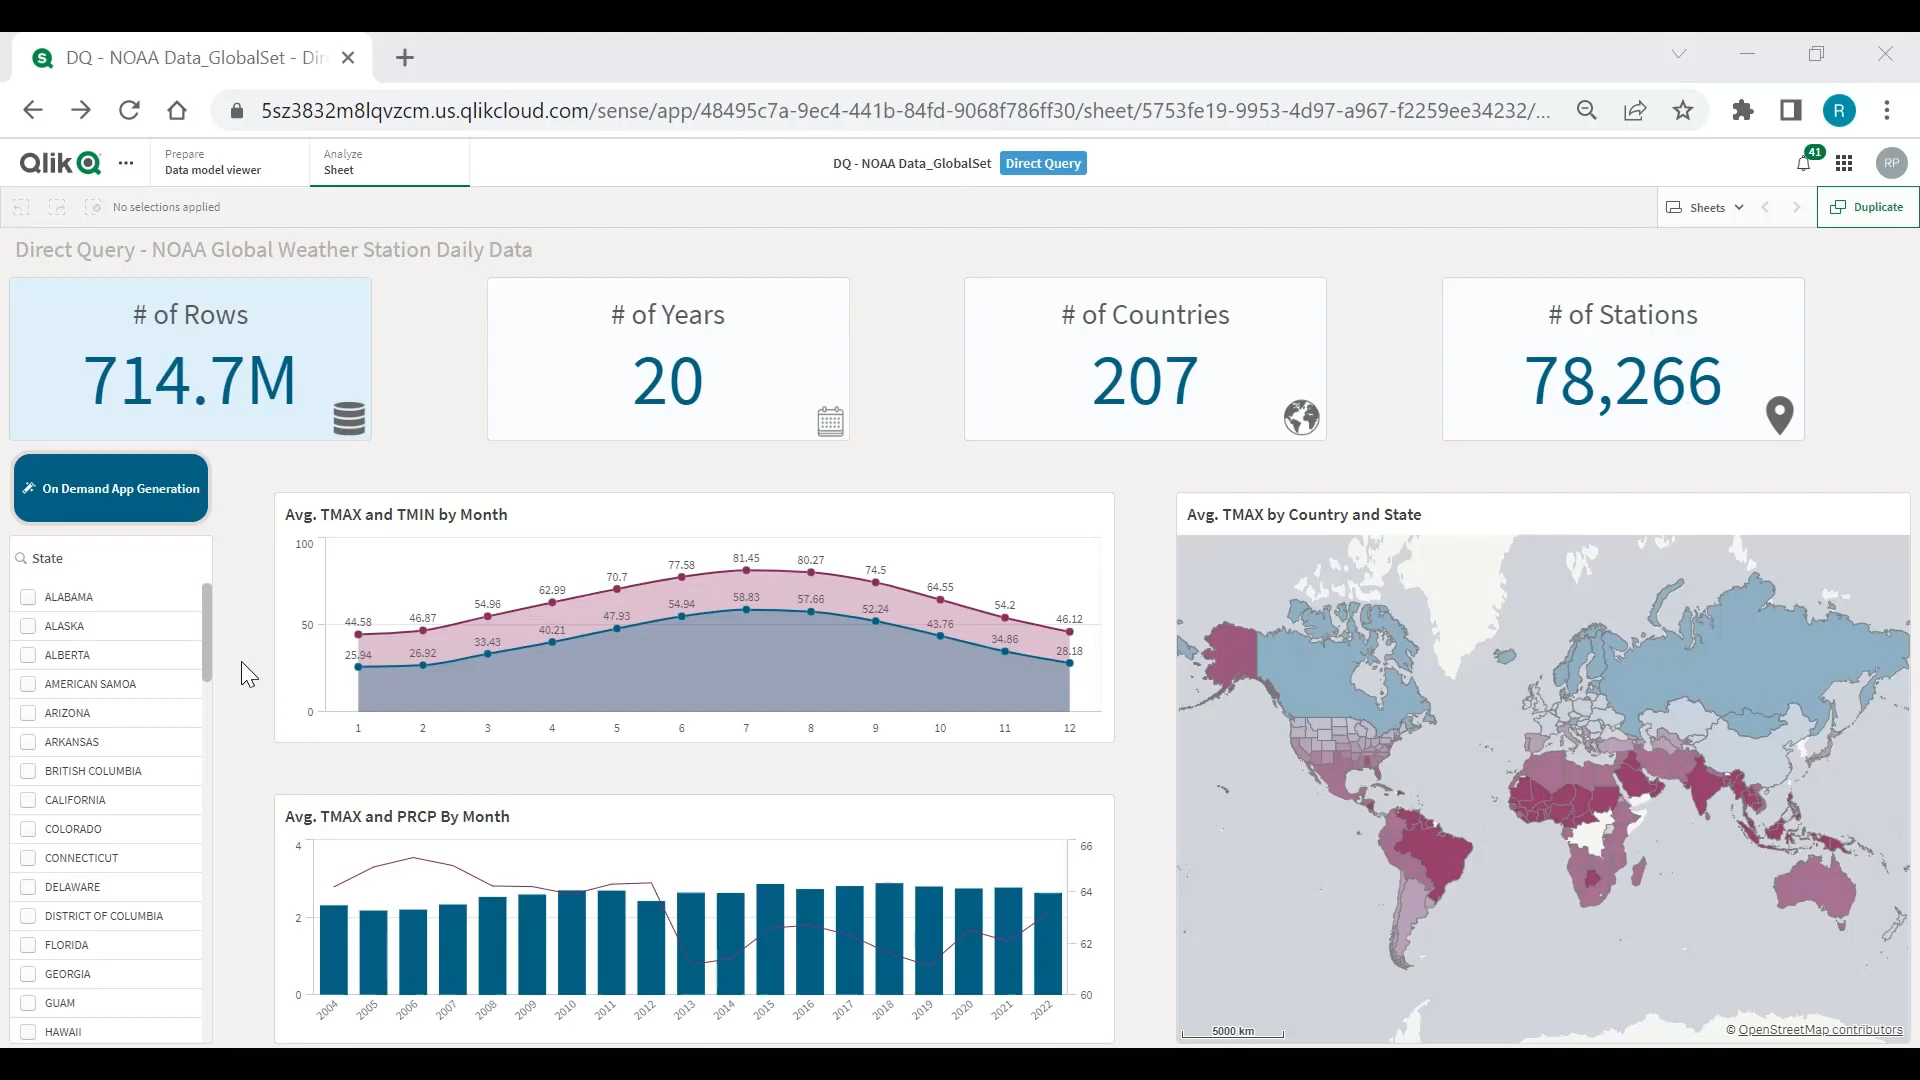 DQ - NOAA Data_GlobalSet - Dir
5sz3832m8lqvzcm.us.qlikcloud.com/sense/app/48495c7a-9ec4-441b-84fd-9068f786ff30/sheet/5753fe19-9953-4d97-a967-f2259ee34232/...
R
Qlik
Prepare
Data model viewer
Analyze
Sheet
DQ - NOAA Data_GlobalSet Direct Query
41
RP
No selections applied
Sheets
Duplicate
Direct Query - NOAA Global Weather Station Daily Data
# of Rows
714.7M
# of Years
20
# of Countries
207
# of Stations
78,266
On Demand App Generation
State
ALABAMA
ALASKA
ALBERTA
AMERICAN SAMOA
ARIZONA
ARKANSAS
BRITISH COLUMBIA
CALIFORNIA
COLORADO
CONNECTICUT
DELAWARE
DISTRICT OF COLUMBIA
FLORIDA
GEORGIA
GUAM
HAWAII
Avg. TMAX and TMIN by Month
100
50
0
44.58 46.87 54.96 62.99 70.7 77.58 81.45 80.27 74.5 64.55 54.2 46.12
25.94 26.92 33.43 40.21 47.93 54.94 58.83 57.66 52.24 43.76 34.86 28.18
1 2 3 4 5 6 7 8 9 10 11 12
Avg. TMAX and PRCP By Month
4
2
0
66
64
62
60
2004 2005 2006 2007 2008 2009 2010 2011 2012 2013 2014 2015 2016 2017 2018 2019 2020 2021 2022
Avg. TMAX by Country and State
5000 km
© OpenStreetMap contributors